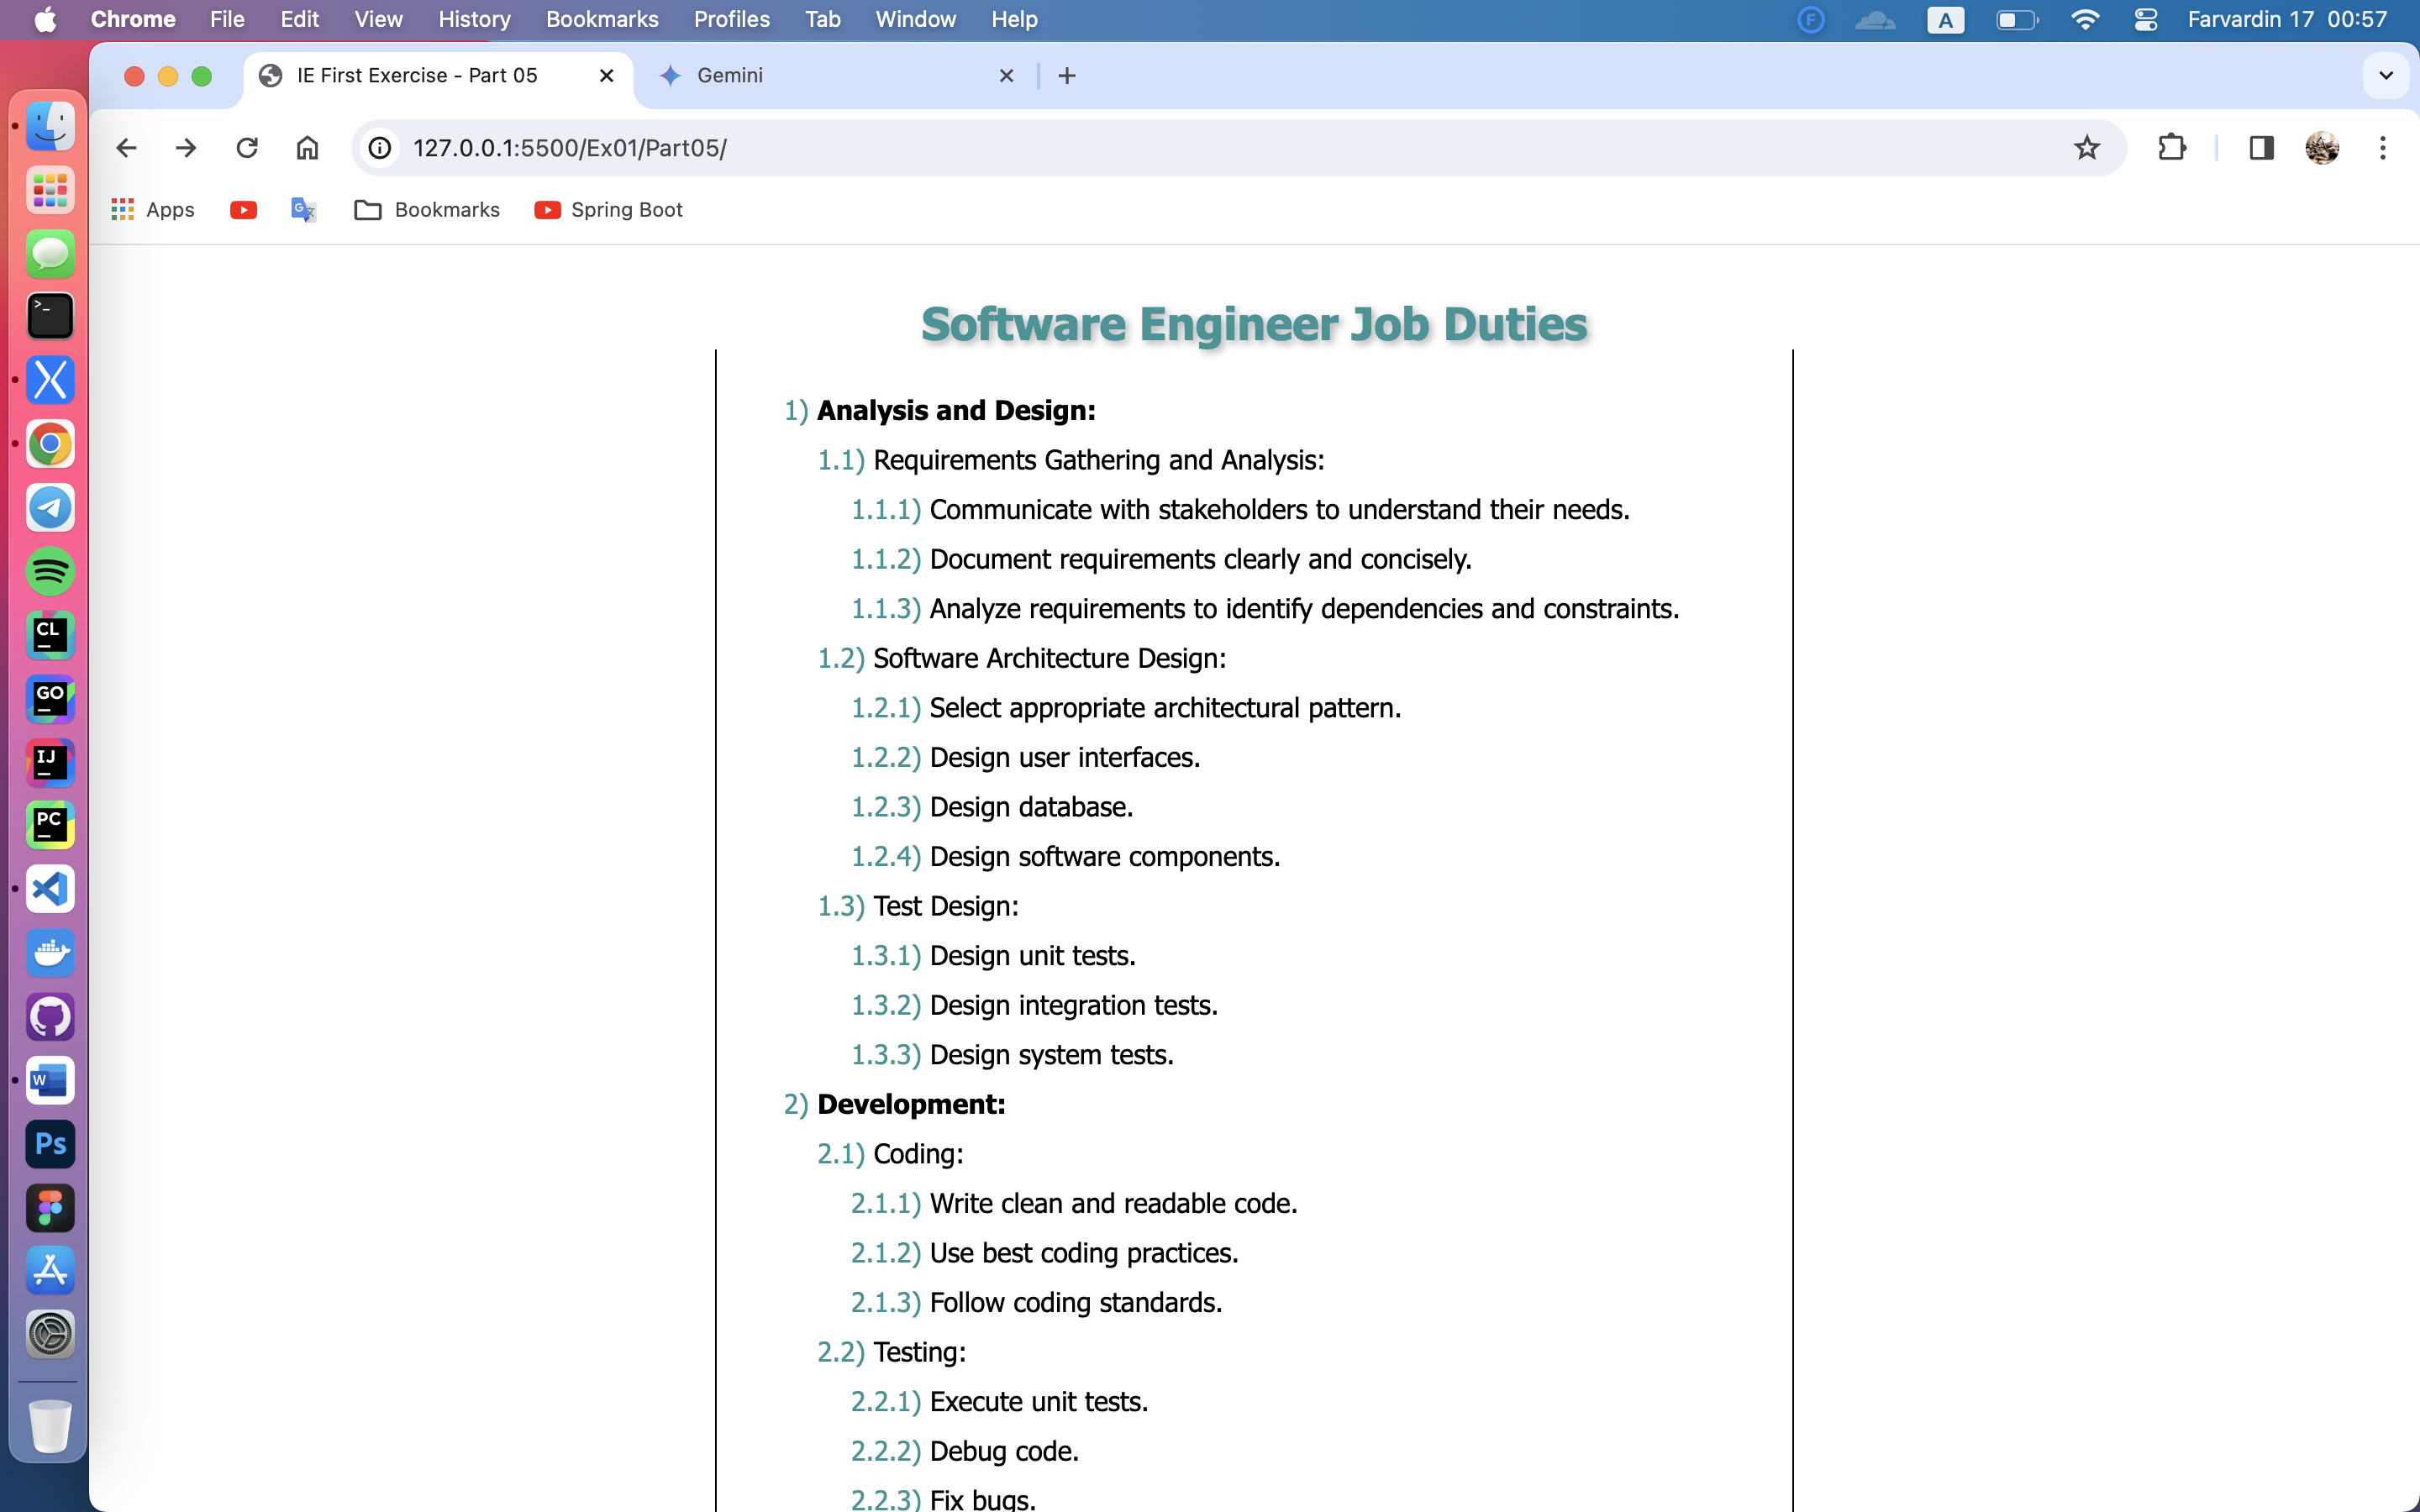 Chrome File Edit View History Bookmarks Profiles Tab Window Help F A Farvardin 17 00:57
IE First Exercise - Part 05 Gemini
127.0.0.1:5500/Ex01/Part05/
Apps Bookmarks Spring Boot
Software Engineer Job Duties
1) Analysis and Design:
1.1) Requirements Gathering and Analysis:
1.1.1) Communicate with stakeholders to understand their needs.
1.1.2) Document requirements clearly and concisely.
1.1.3) Analyze requirements to identify dependencies and constraints.
1.2) Software Architecture Design:
1.2.1) Select appropriate architectural pattern.
1.2.2) Design user interfaces.
1.2.3) Design database.
1.2.4) Design software components.
1.3) Test Design:
1.3.1) Design unit tests.
1.3.2) Design integration tests.
1.3.3) Design system tests.
2) Development:
2.1) Coding:
2.1.1) Write clean and readable code.
2.1.2) Use best coding practices.
2.1.3) Follow coding standards.
2.2) Testing:
2.2.1) Execute unit tests.
2.2.2) Debug code.
2.2.3) Fix bugs.
CL
GO
IJ
PC
W
Ps